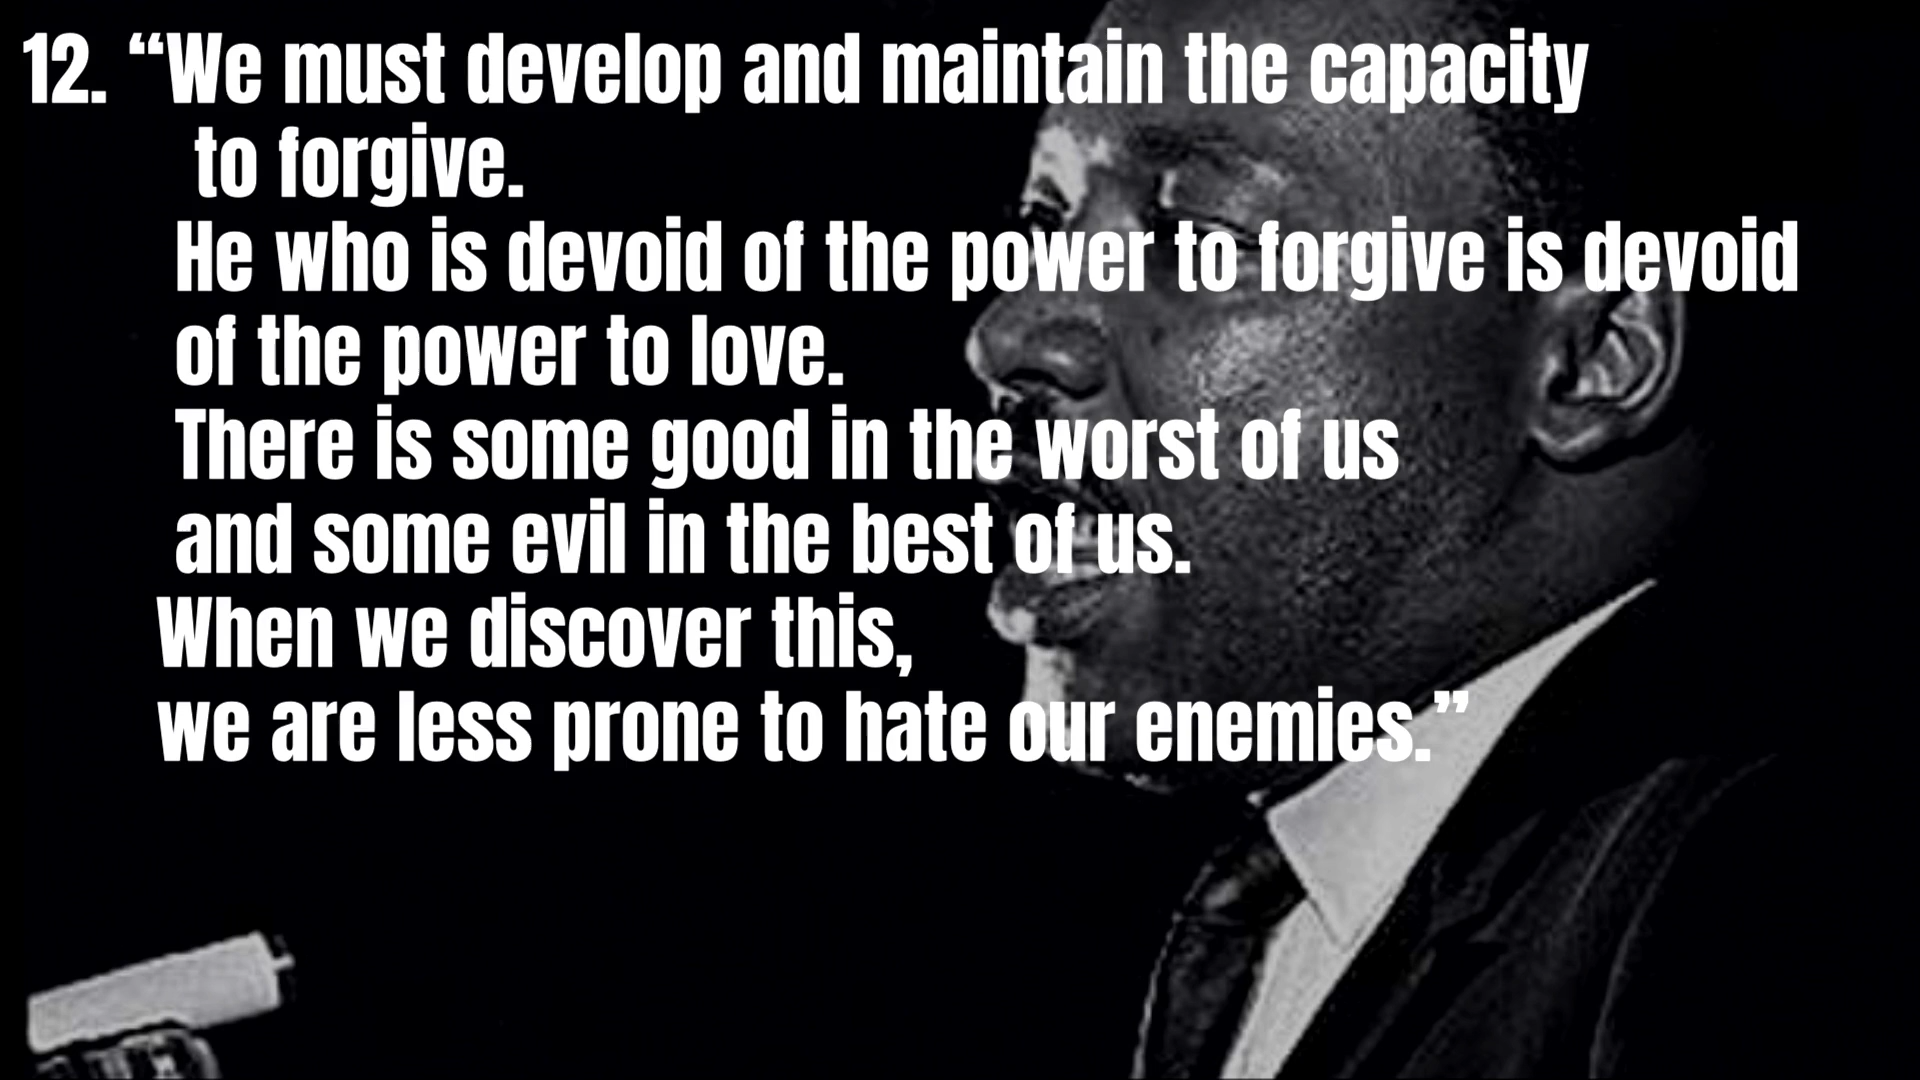 12. “We must develop and maintain the capacity
to forgive.
He who is devoid of the power to forgive is devoid
of the power to love.
There is some good in the worst of us
and some evil in the best of us.
When we discover this,
we are less prone to hate our enemies.”